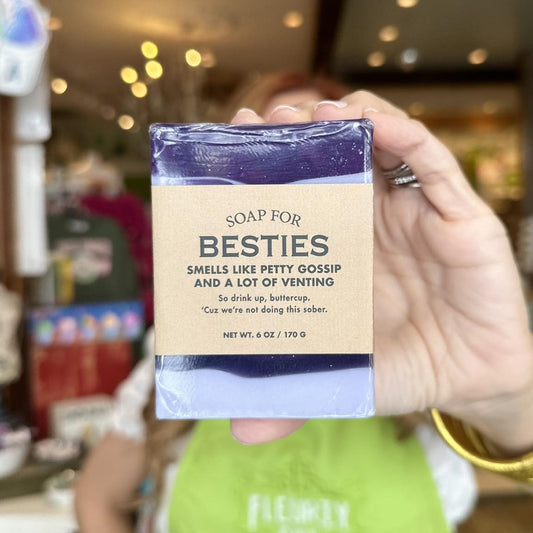 SOAP FOR
BESTIES
SMELLS LIKE PETTY GOSSIP
AND A LOT OF VENTING
So drink up, buttercup.
'Cuz we're not doing this sober.
NET WT. 6 OZ / 170 G